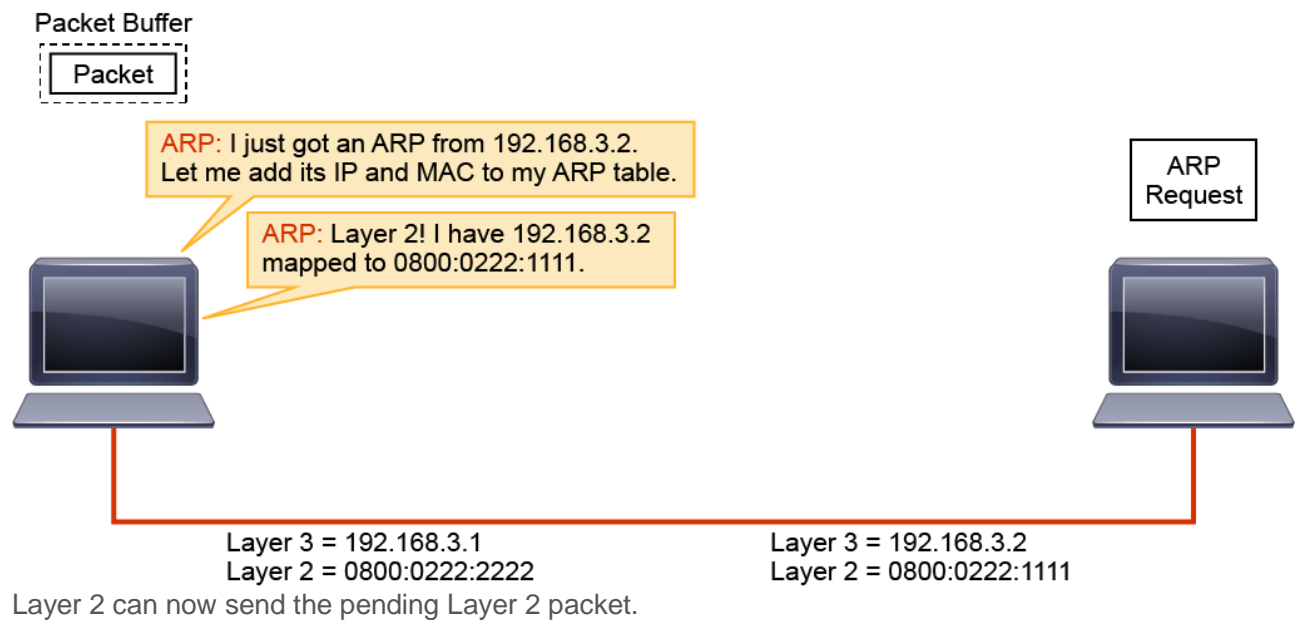 Packet Buffer
Packet
ARP: I just got an ARP from 192.168.3.2.
Let me add its IP and MAC to my ARP table.
ARP: Layer 2! I have 192.168.3.2
mapped to 0800:0222:1111.
ARP
Request
Layer 3 = 192.168.3.1
Layer 2 = 0800:0222:2222
Layer 3 = 192.168.3.2
Layer 2 = 0800:0222:1111
Layer 2 can now send the pending Layer 2 packet.